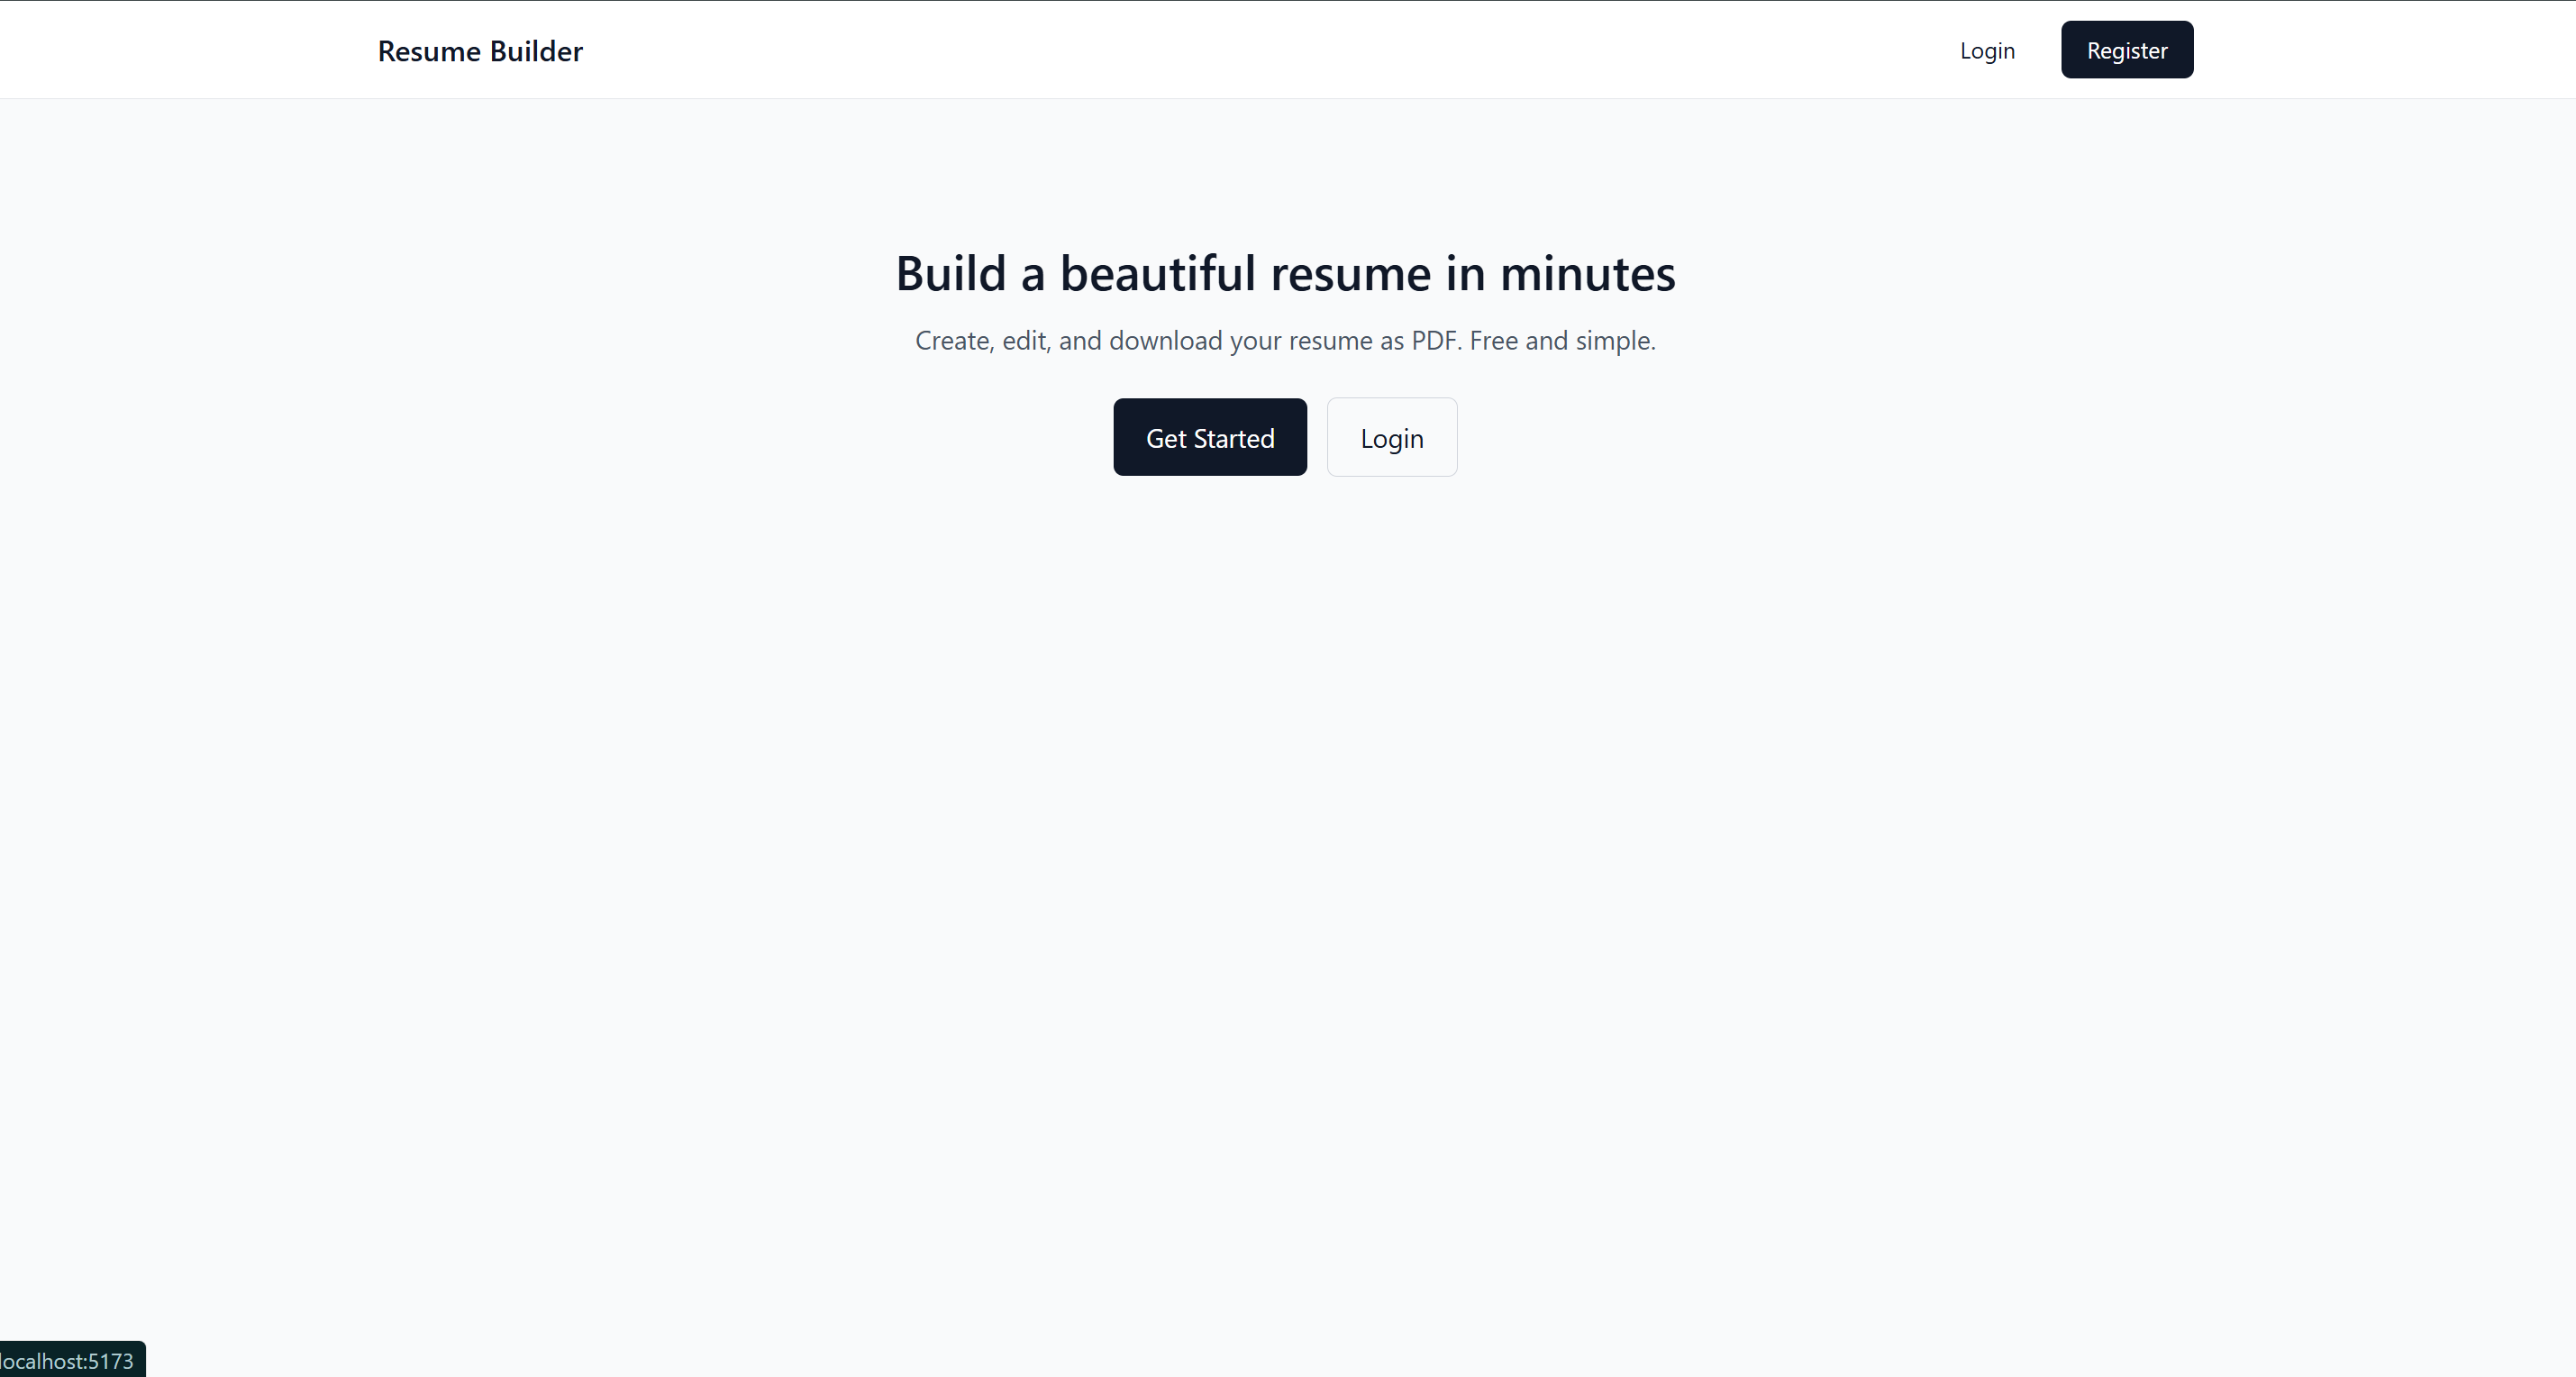 Resume Builder
Login
Register
Build a beautiful resume in minutes
Create, edit, and download your resume as PDF. Free and simple.
Get Started
Login
localhost:5173